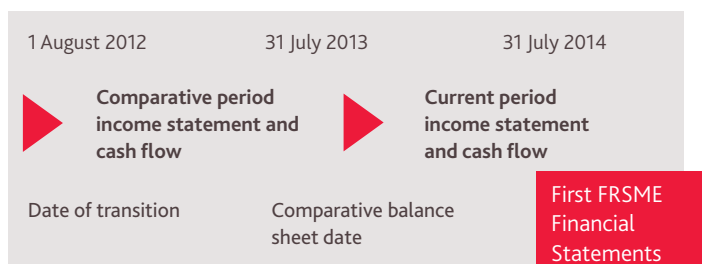 1 August 2012
31 July 2013
31 July 2014
Comparative period
income statement and
cash flow
Current period
income statement
and cash flow
Date of transition
Comparative balance
sheet date
First FRSME
Financial
Statements